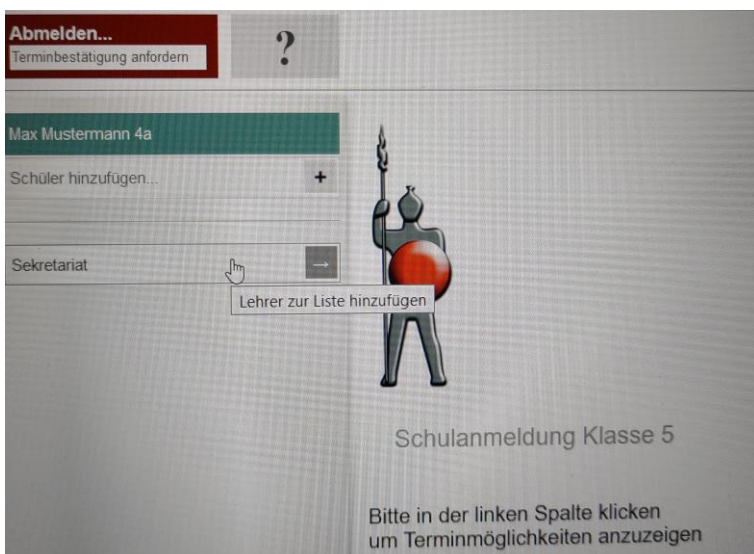 Abmelden...
Terminbestätigung anfordern
?
Max Mustermann 4a
Schüler hinzufügen...
+
Sekretariat
→
Lehrer zur Liste hinzufügen
Schulanmeldung Klasse 5
Bitte in der linken Spalte klicken
um Terminmöglichkeiten anzuzeigen